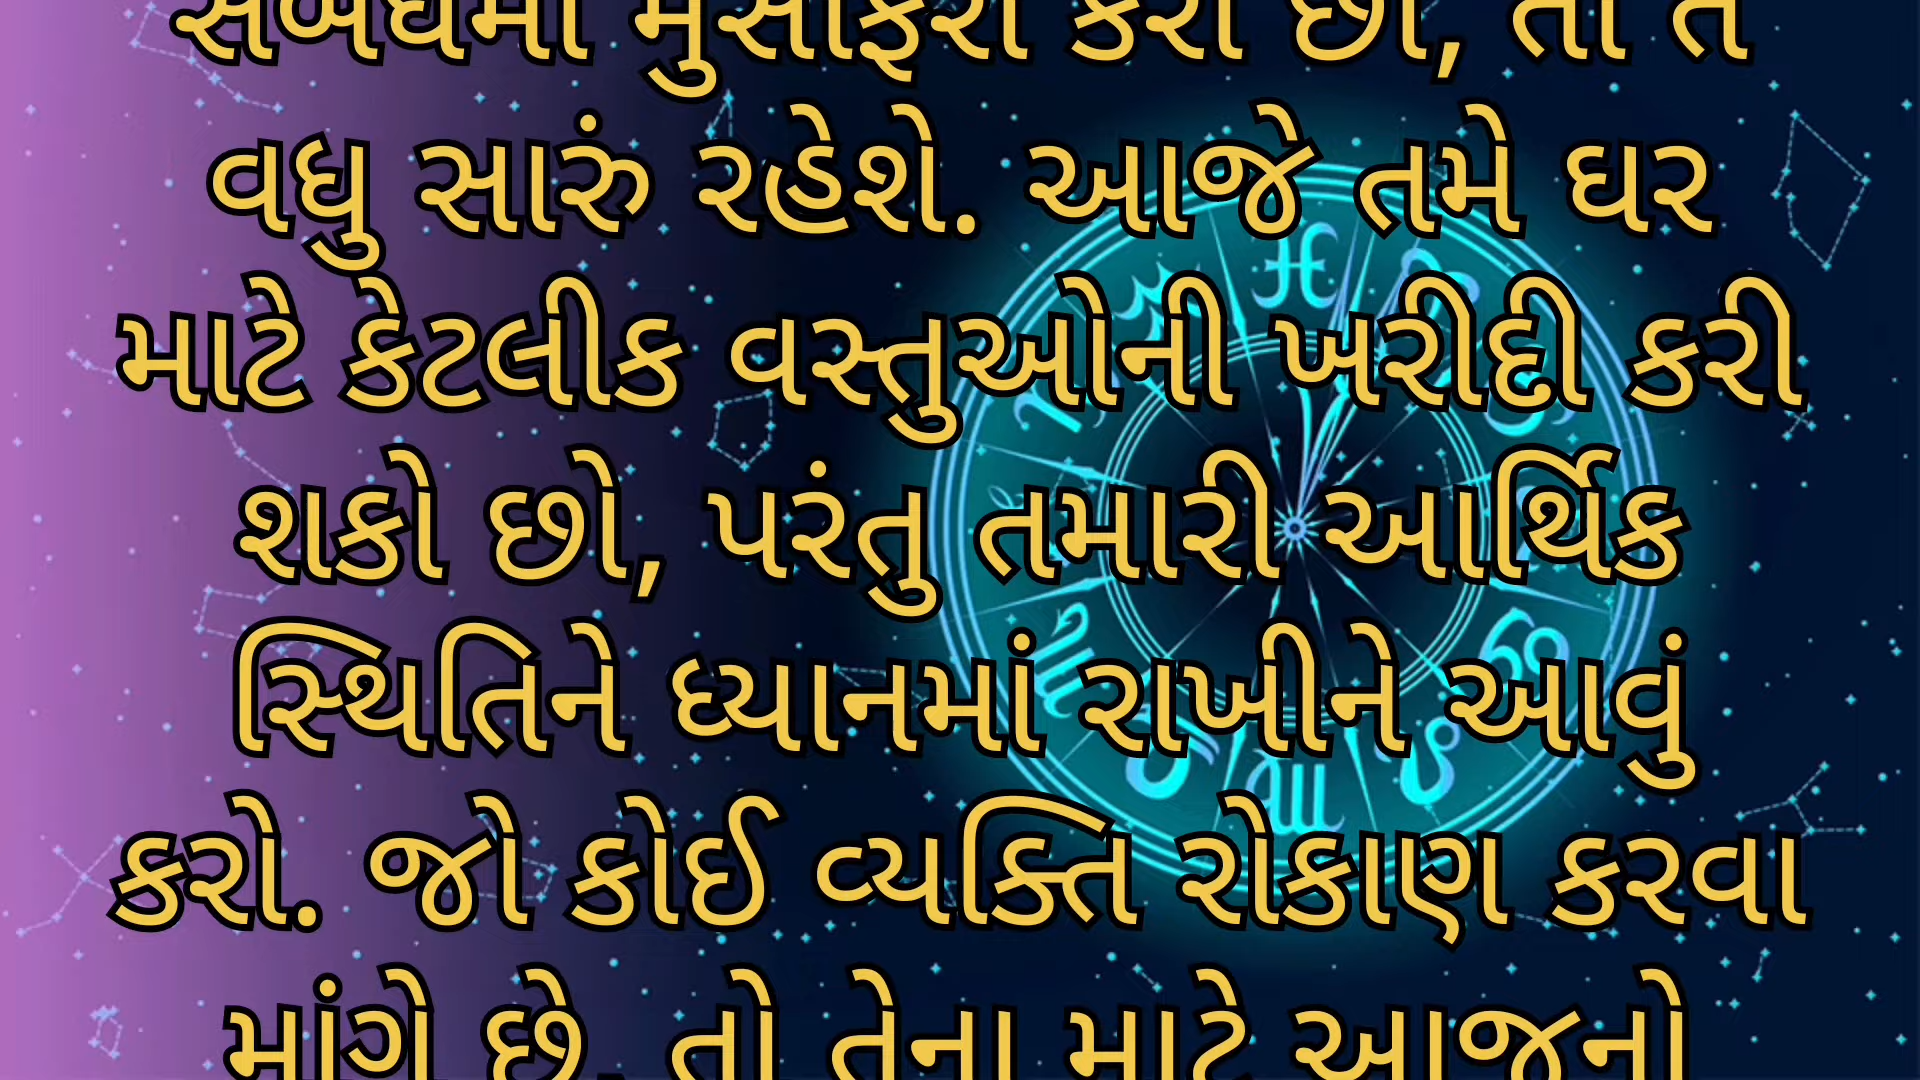 સંબંધમાં મુસાફરી કરો છો, તો તે
વધુ સારું રહેશે. આજે તમે ઘર
માટે કેટલીક વસ્તુઓની ખરીદી કરી
શકો છો, પરંતુ તમારી આર્થિક
સ્થિતિને ધ્યાનમાં રાખીને આવું
કરો. જો કોઈ વ્યક્તિ રોકાણ કરવા
માંગે છે, તો તેના માટે આજનો